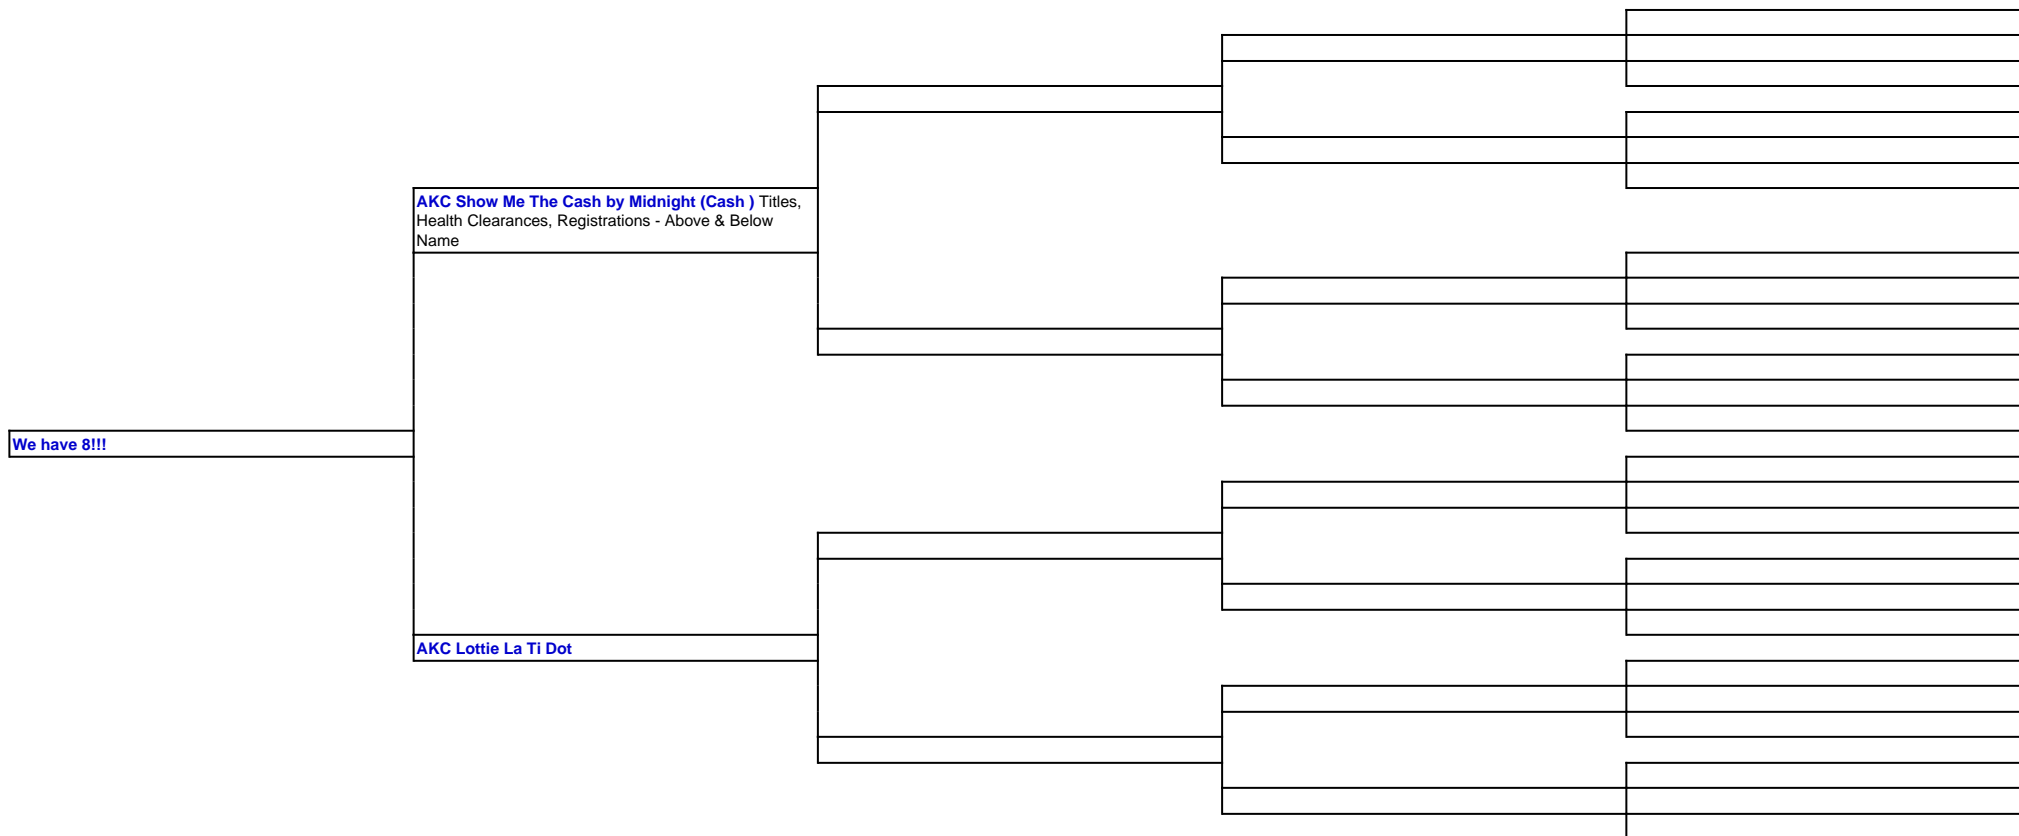 AKC Show Me The Cash by Midnight (Cash ) Titles,
Health Clearances, Registrations - Above & Below
Name
We have 8!!!
AKC Lottie La Ti Dot